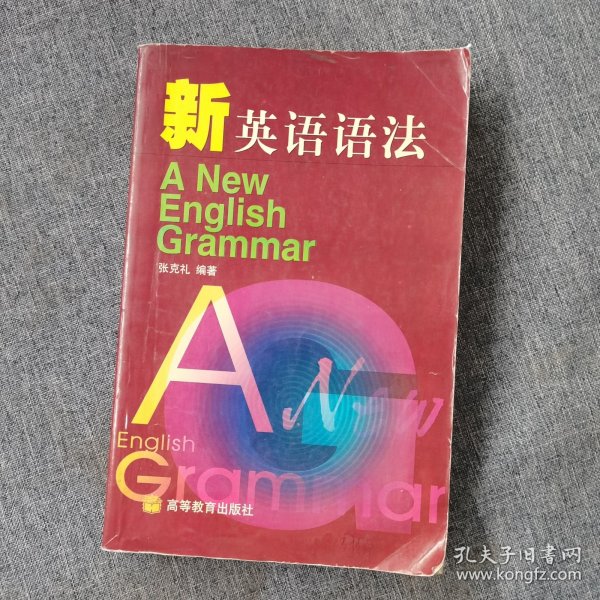 新英语语法
A New
English
Grammar
张克礼 编著
A New
English
Grammar
高等教育出版社
孔夫子旧书网
www.kongfz.com